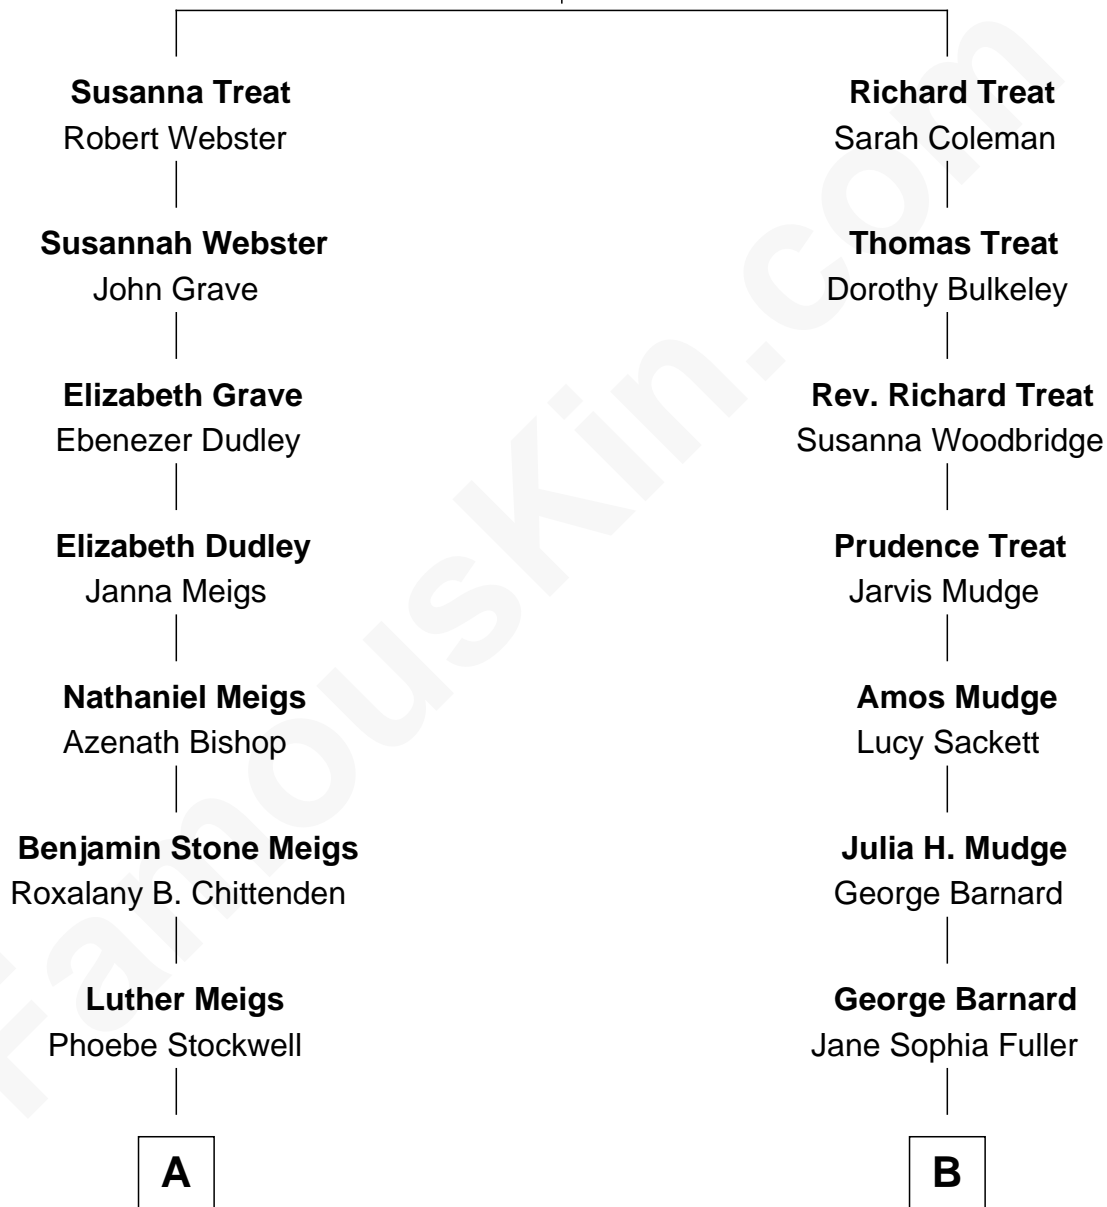 Susanna Treat
Robert Webster
Richard Treat
Sarah Coleman
Susannah Webster
John Grave
Thomas Treat
Dorothy Bulkeley
Elizabeth Grave
Ebenezer Dudley
Rev. Richard Treat
Susanna Woodbridge
Elizabeth Dudley
Janna Meigs
Prudence Treat
Jarvis Mudge
Nathaniel Meigs
Azenath Bishop
Amos Mudge
Lucy Sackett
Benjamin Stone Meigs
Roxalany B. Chittenden
Julia H. Mudge
George Barnard
Luther Meigs
Phoebe Stockwell
George Barnard
Jane Sophia Fuller
A
B
FamousKin.com